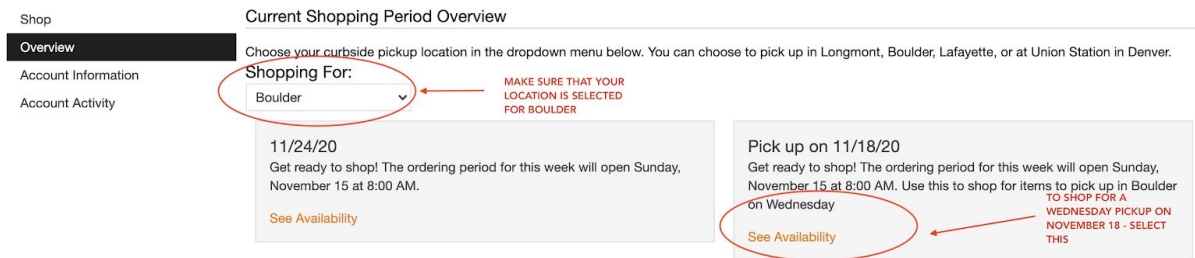 Shop
Overview
Account Information
Account Activity
Current Shopping Period Overview
Choose your curbside pickup location in the dropdown menu below. You can choose to pick up in Longmont, Boulder, Lafayette, or at Union Station in Denver.
Shopping For:
Boulder
MAKE SURE THAT YOUR
LOCATION IS SELECTED
FOR BOULDER
11/24/20
Get ready to shop! The ordering period for this week will open Sunday,
November 15 at 8:00 AM.
See Availability
Pick up on 11/18/20
Get ready to shop! The ordering period for this week will open Sunday,
November 15 at 8:00 AM. Use this to shop for items to pick up in Boulder
on Wednesday
See Availability
TO SHOP FOR A
WEDNESDAY PICKUP ON
NOVEMBER 18 - SELECT
THIS